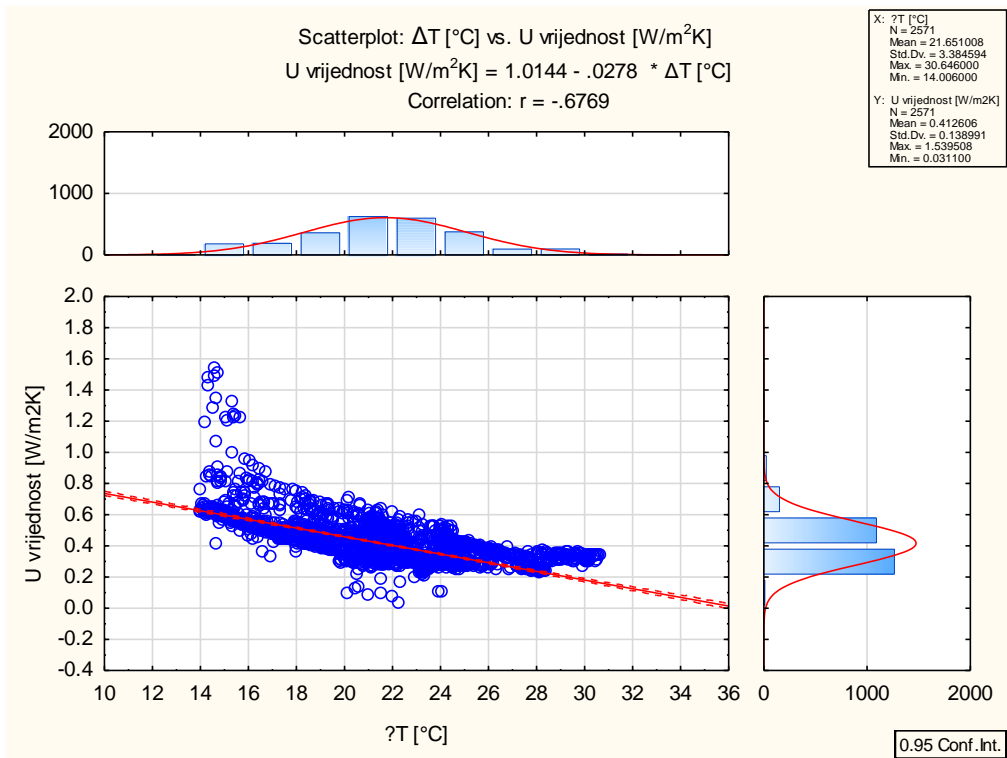 Scatterplot: ΔT [°C] vs. U vrijednost [W/m²K]
U vrijednost [W/m²K] = 1.0144 - .0278 * ΔT [°C]
Correlation: r = -.6769
X: ?T [°C]
N = 2571
Mean = 21.651008
Std.Dv. = 3.384594
Max. = 30.646000
Min. = 14.006000
Y: U vrijednost [W/m2K]
N = 2571
Mean = 0.412606
Std.Dv. = 0.138991
Max. = 1.539508
Min. = 0.031100
2000
1000
0
2.0
1.8
1.6
1.4
1.2
1.0
0.8
0.6
0.4
0.2
0.0
-0.2
-0.4
U vrijednost [W/m2K]
10 12 14 16 18 20 22 24 26 28 30 32 34 36
?T [°C]
0 1000 2000
0.95 Conf.Int.